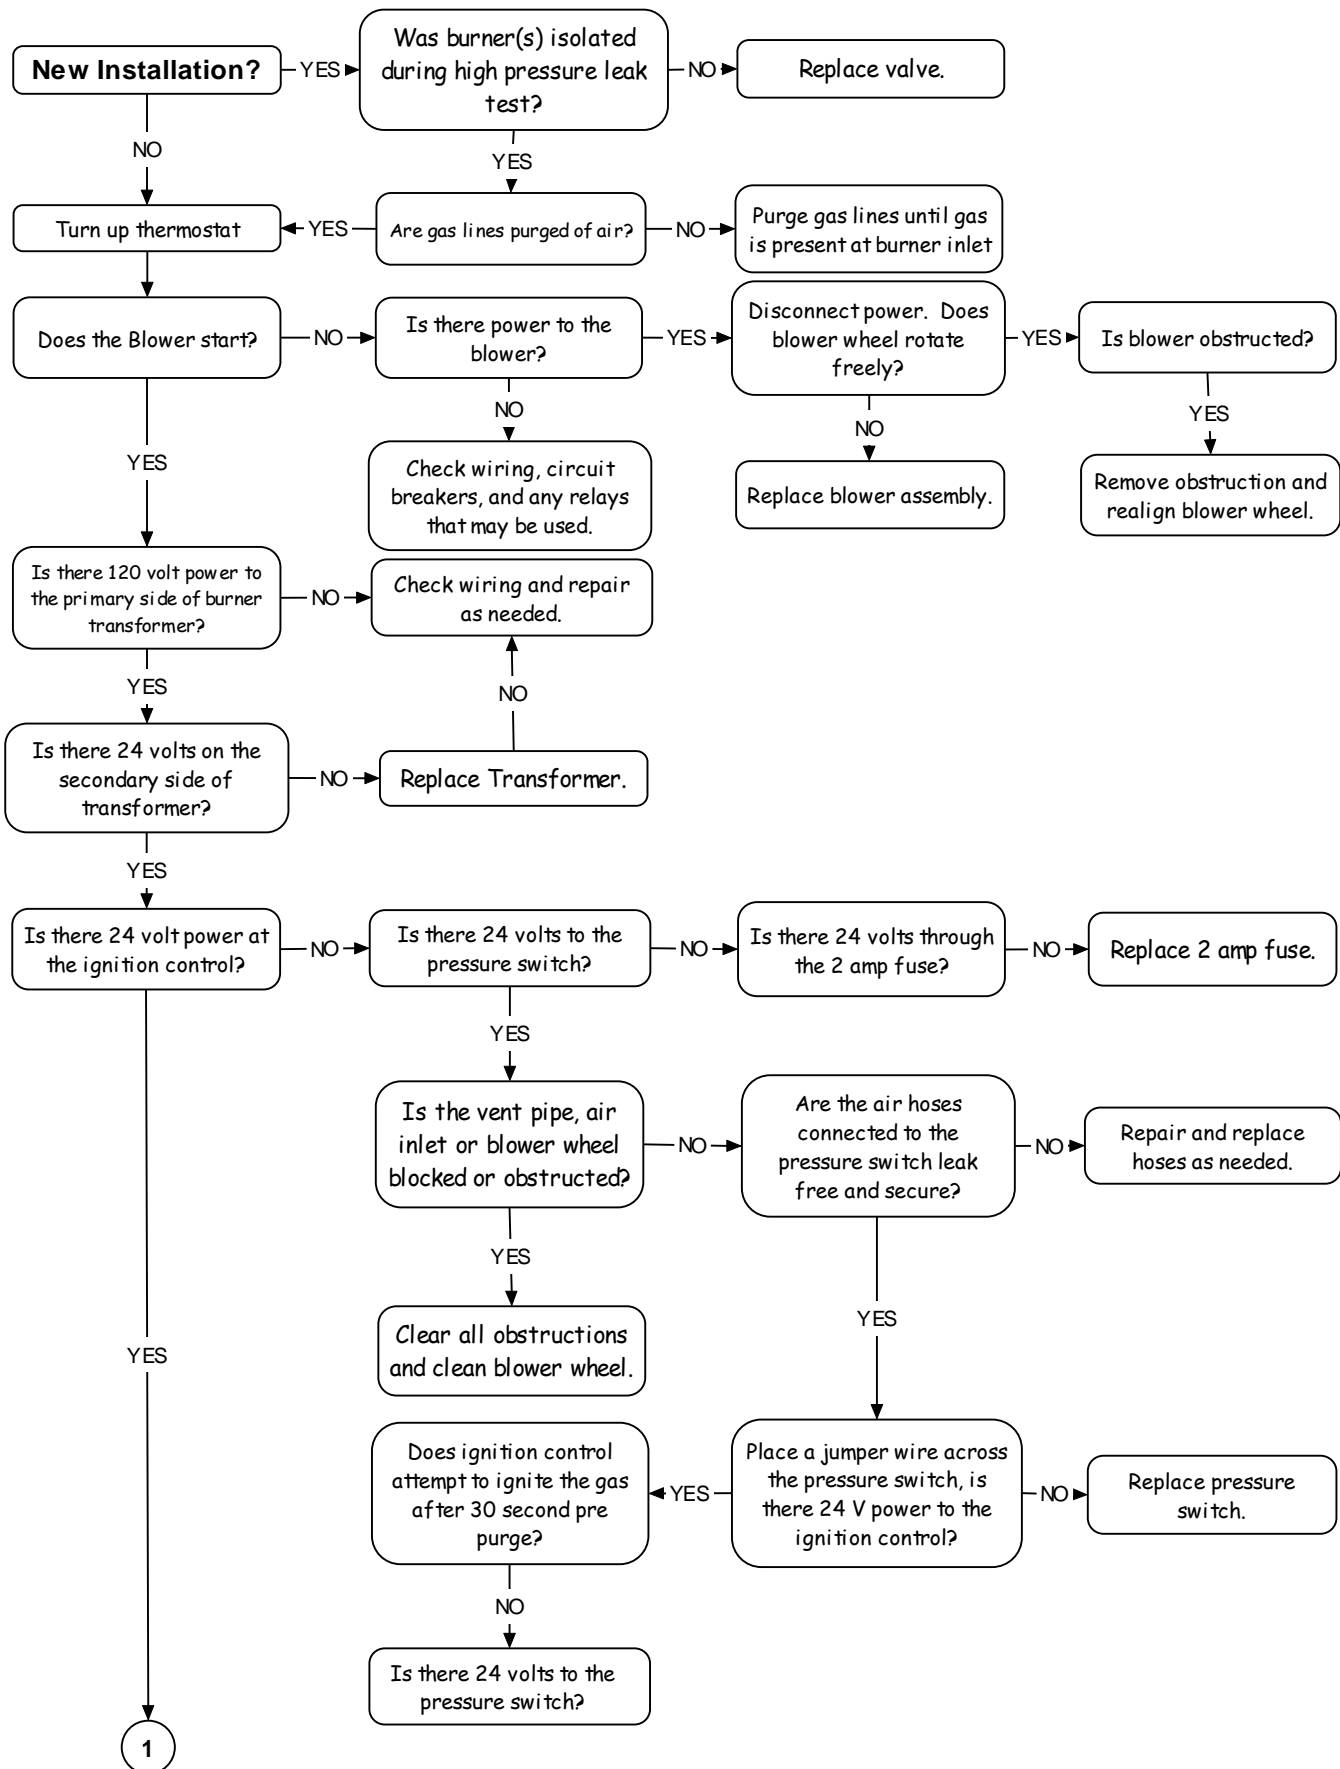 New Installation?
YES
Was burner(s) isolated
during high pressure leak
test?
NO
Replace valve.
NO
YES
Turn up thermostat
YES
Are gas lines purged of air?
NO
Purge gas lines until gas
is present at burner inlet
Does the Blower start?
NO
Is there power to the
blower?
YES
Disconnect power. Does
blower wheel rotate
freely?
YES
Is blower obstructed?
YES
NO
NO
YES
Check wiring, circuit
breakers, and any relays
that may be used.
Replace blower assembly.
Remove obstruction and
realign blower wheel.
Is there 120 volt power to
the primary side of burner
transformer?
NO
Check wiring and repair
as needed.
YES
NO
Is there 24 volts on the
secondary side of
transformer?
NO
Replace Transformer.
YES
Is there 24 volt power at
the ignition control?
NO
Is there 24 volts to the
pressure switch?
NO
Is there 24 volts through
the 2 amp fuse?
NO
Replace 2 amp fuse.
YES
Is the vent pipe, air
inlet or blower wheel
blocked or obstructed?
NO
Are the air hoses
connected to the
pressure switch leak
free and secure?
NO
Repair and replace
hoses as needed.
YES
YES
YES
Clear all obstructions
and clean blower wheel.
Does ignition control
attempt to ignite the gas
after 30 second pre
purge?
YES
Place a jumper wire across
the pressure switch, is
there 24 V power to the
ignition control?
NO
Replace pressure
switch.
NO
Is there 24 volts to the
pressure switch?
1